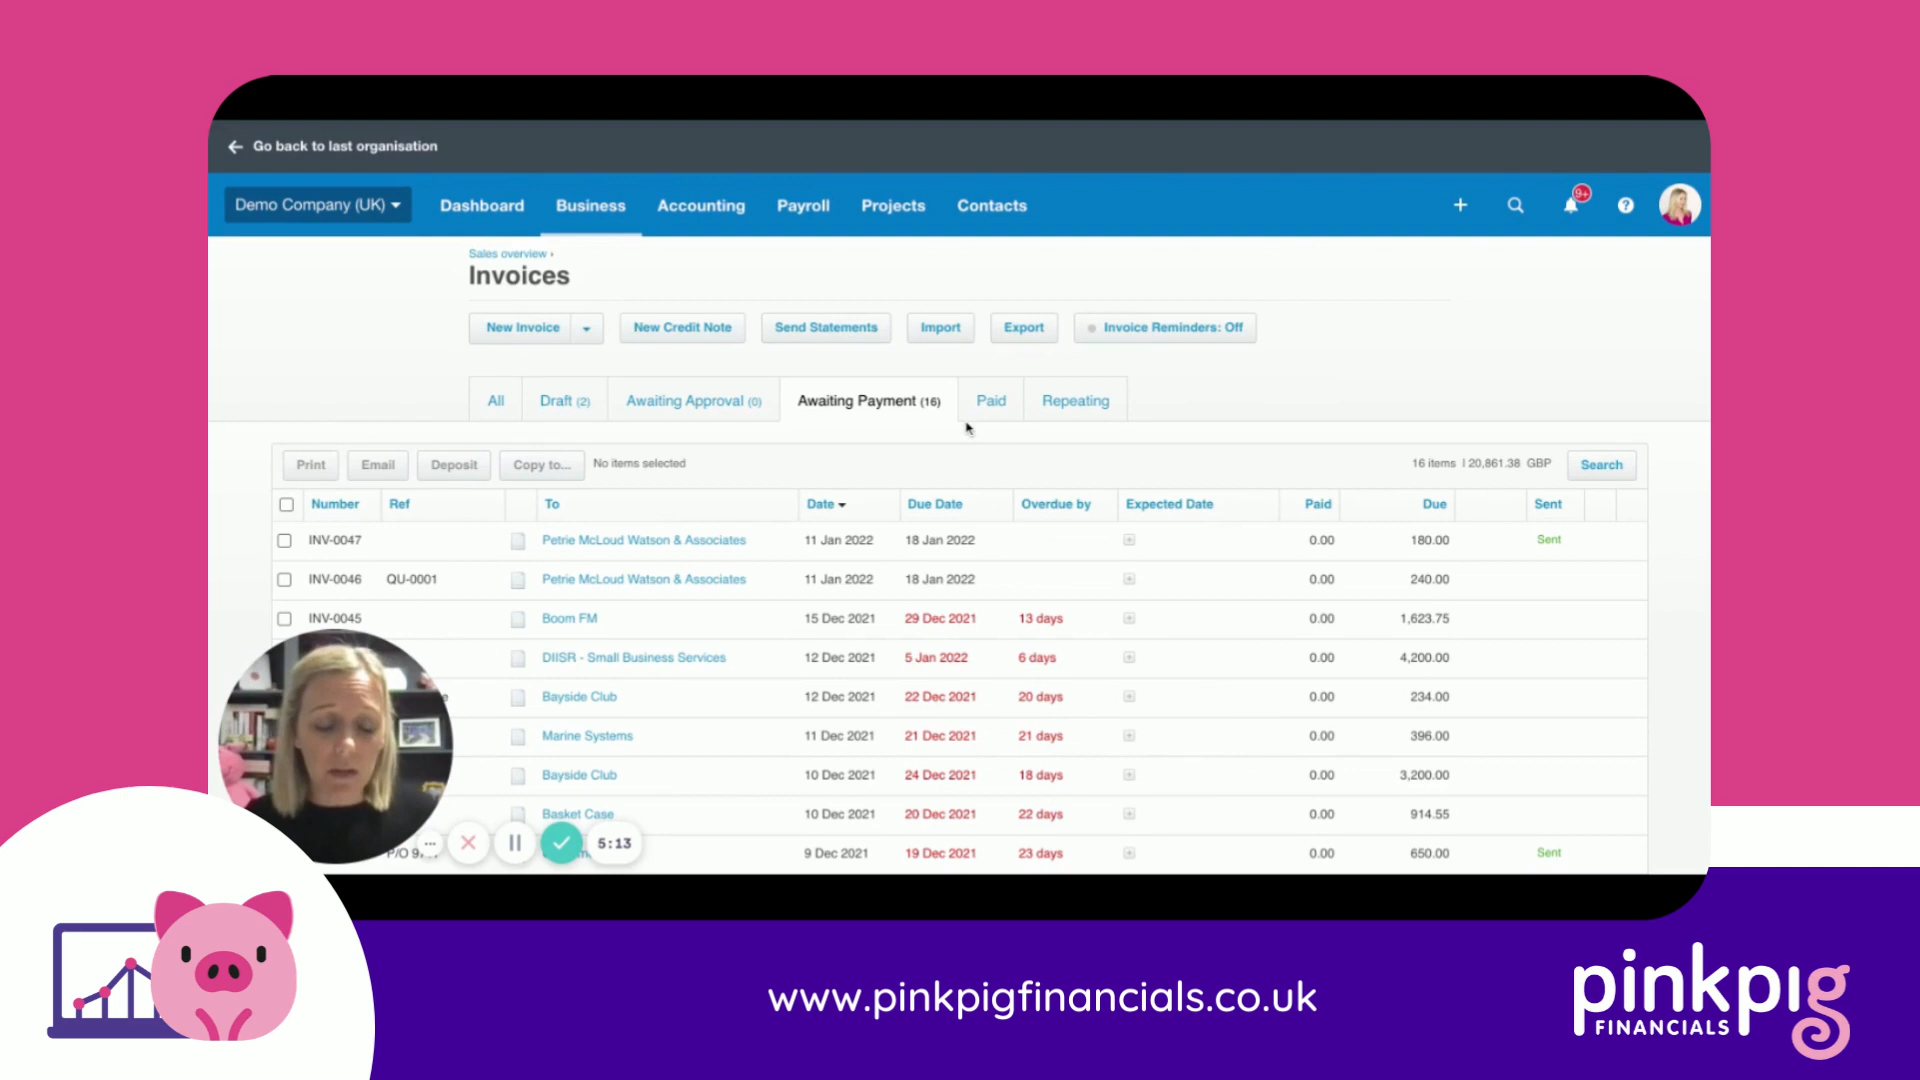 Go back to last organisation
Demo Company (UK) Dashboard Business Accounting Payroll Projects Contacts 9+
Sales overview ›
Invoices
New Invoice New Credit Note Send Statements Import Export Invoice Reminders: Off
All Draft (2) Awaiting Approval (0) Awaiting Payment (16) Paid Repeating
Print Email Deposit Copy to... No items selected 16 items | 20,861.38 GBP Search
Number Ref To Date Due Date Overdue by Expected Date Paid Due Sent
INV-0047 Petrie McLoud Watson & Associates 11 Jan 2022 18 Jan 2022 0.00 180.00 Sent
INV-0046 QU-0001 Petrie McLoud Watson & Associates 11 Jan 2022 18 Jan 2022 0.00 240.00
INV-0045 Boom FM 15 Dec 2021 29 Dec 2021 13 days 0.00 1,623.75
DIISR - Small Business Services 12 Dec 2021 5 Jan 2022 6 days 0.00 4,200.00
Bayside Club 12 Dec 2021 22 Dec 2021 20 days 0.00 234.00
Marine Systems 11 Dec 2021 21 Dec 2021 21 days 0.00 396.00
Bayside Club 10 Dec 2021 24 Dec 2021 18 days 0.00 3,200.00
Basket Case 10 Dec 2021 20 Dec 2021 22 days 0.00 914.55
P/O 9 9 Dec 2021 19 Dec 2021 23 days 0.00 650.00 Sent
5:13
www.pinkpigfinancials.co.uk
pinkpig
FINANCIALS